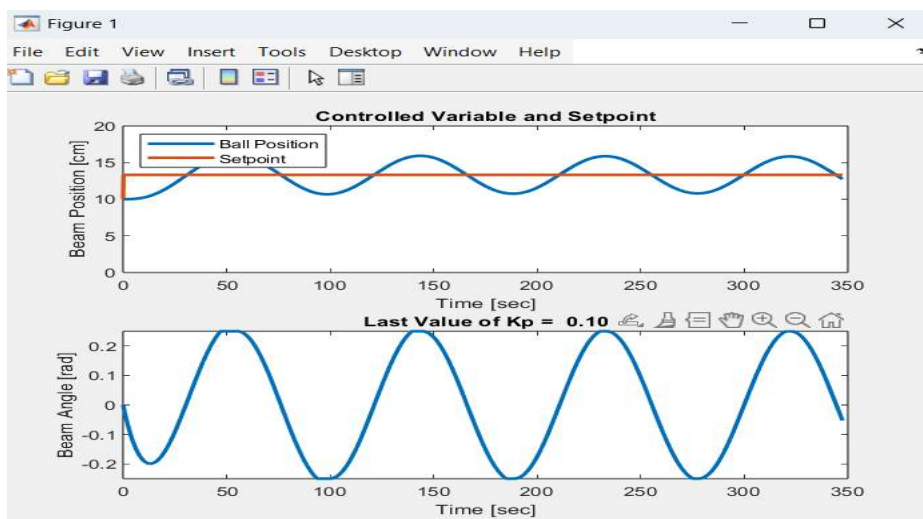 Figure 1
File Edit View Insert Tools Desktop Window Help
Controlled Variable and Setpoint
20
15
10
5
0
Beam Position [cm]
Ball Position
Setpoint
0 50 100 150 200 250 300 350
Time [sec]
Last Value of Kp = 0.10
0.2
0.1
0
-0.1
-0.2
Beam Angle [rad]
0 50 100 150 200 250 300 350
Time [sec]